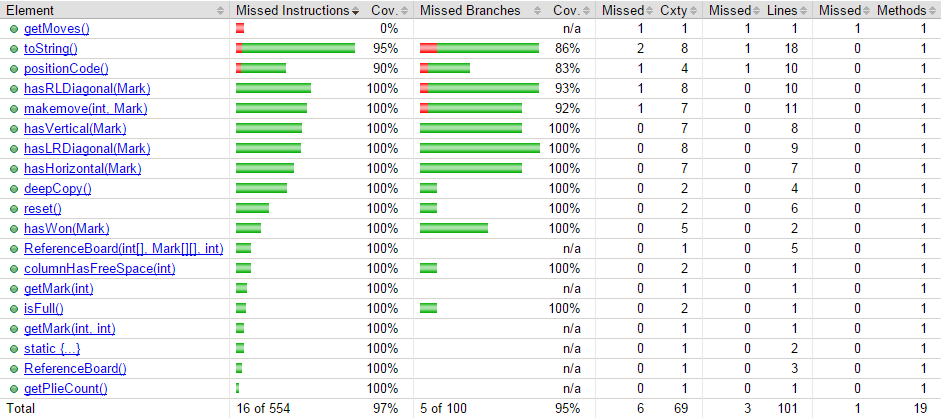 Element Missed Instructions Cov. Missed Branches Cov. Missed Cxty Missed Lines Missed Methods
getMoves() 0% n/a 1 1 1 1 1 1
toString() 95% 86% 2 8 1 18 0 1
positionCode() 90% 83% 1 4 1 10 0 1
hasRLDiagonal(Mark) 100% 93% 1 8 0 10 0 1
makemove(int, Mark) 100% 92% 1 7 0 11 0 1
hasVertical(Mark) 100% 100% 0 7 0 8 0 1
hasLRDiagonal(Mark) 100% 100% 0 8 0 9 0 1
hasHorizontal(Mark) 100% 100% 0 7 0 7 0 1
deepCopy() 100% 100% 0 2 0 4 0 1
reset() 100% 100% 0 2 0 6 0 1
hasWon(Mark) 100% 100% 0 5 0 2 0 1
ReferenceBoard(int[], Mark[][], int) 100% n/a 0 1 0 5 0 1
columnHasFreeSpace(int) 100% 100% 0 2 0 1 0 1
getMark(int) 100% n/a 0 1 0 1 0 1
isFull() 100% 100% 0 2 0 1 0 1
getMark(int, int) 100% n/a 0 1 0 1 0 1
static {...} 100% n/a 0 1 0 2 0 1
ReferenceBoard() 100% n/a 0 1 0 3 0 1
getPlieCount() 100% n/a 0 1 0 1 0 1
Total 16 of 554 97% 5 of 100 95% 6 69 3 101 1 19